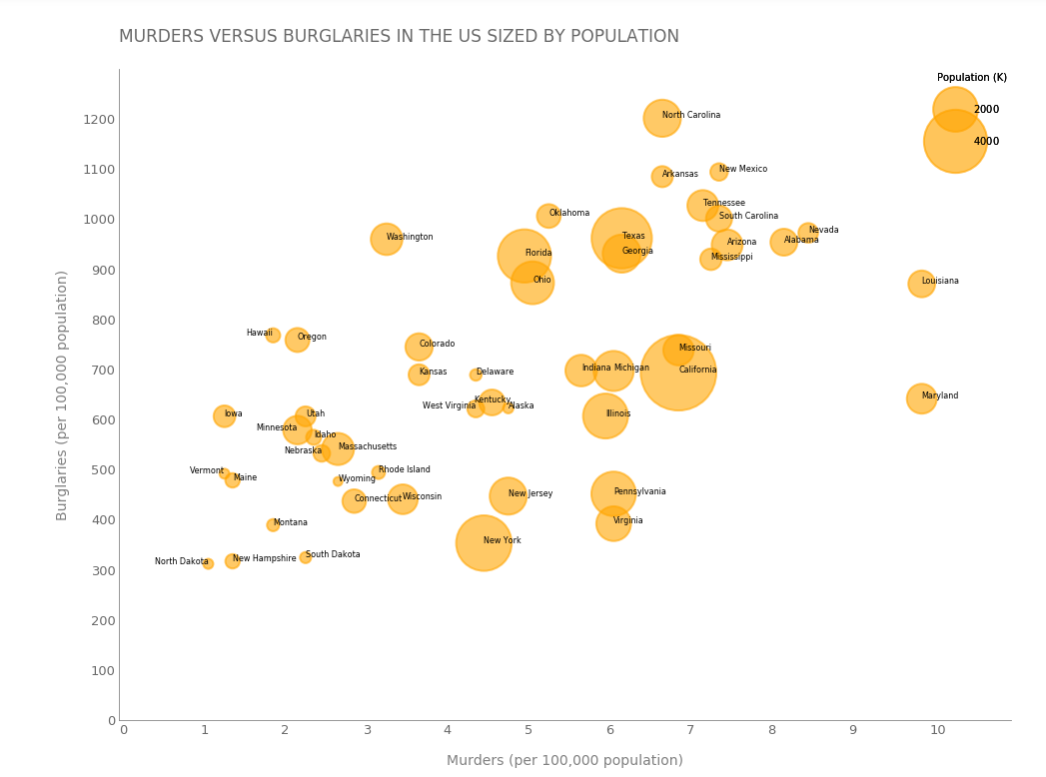 MURDERS VERSUS BURGLARIES IN THE US SIZED BY POPULATION
Population (K)
2000
4000
Burglaries (per 100,000 population)
1200
1100
1000
900
800
700
600
500
400
300
200
100
0
North Carolina
Arkansas
New Mexico
Tennessee
Oklahoma
South Carolina
Nevada
Washington
Texas
Alabama
Arizona
Georgia
Florida
Mississippi
Ohio
Louisiana
Hawaii
Oregon
Colorado
Missouri
Kansas
Delaware
Indiana
Michigan
California
Maryland
Kentucky
West Virginia
Alaska
Iowa
Utah
Illinois
Minnesota
Idaho
Massachusetts
Nebraska
Vermont
Rhode Island
Maine
Wyoming
Connecticut
Wisconsin
New Jersey
Pennsylvania
Montana
Virginia
New York
North Dakota
New Hampshire
South Dakota
0 1 2 3 4 5 6 7 8 9 10
Murders (per 100,000 population)